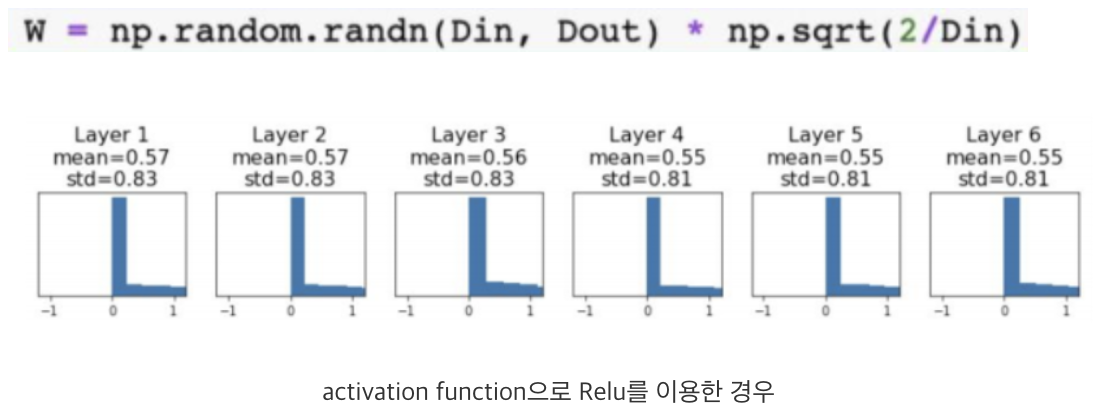 W = np.random.randn(Din, Dout) * np.sqrt(2/Din)
Layer 1
mean=0.57
std=0.83
Layer 2
mean=0.57
std=0.83
Layer 3
mean=0.56
std=0.83
Layer 4
mean=0.55
std=0.81
Layer 5
mean=0.55
std=0.81
Layer 6
mean=0.55
std=0.81
−1 0 1
−1 0 1
−1 0 1
−1 0 1
−1 0 1
−1 0 1
activation function으로 Relu를 이용한 경우